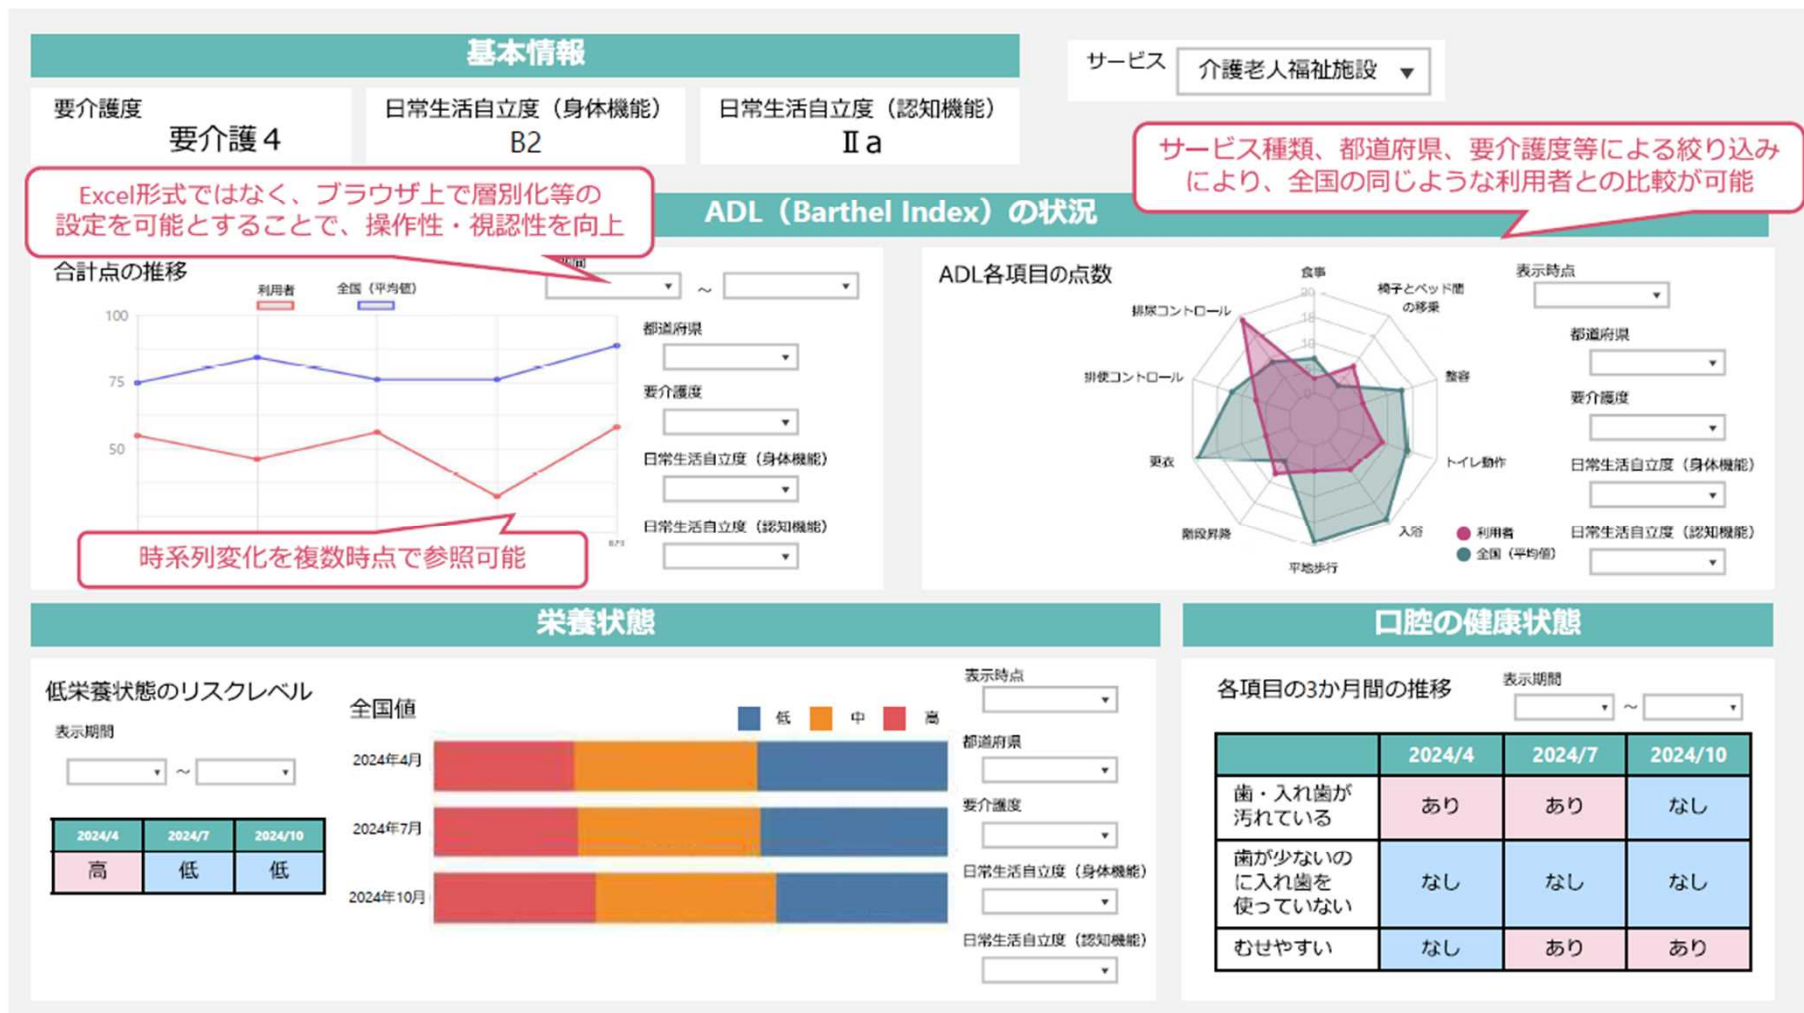 基本情報
サービス
介護老人福祉施設
要介護度
要介護４
日常生活自立度（身体機能）
B2
日常生活自立度（認知機能）
Ⅱa
サービス種類、都道府県、要介護度等による絞り込み
により、全国の同じような利用者との比較が可能
Excel形式ではなく、ブラウザ上で層別化等の
設定を可能とすることで、操作性・視認性を向上
ADL（Barthel Index）の状況
合計点の推移
利用者
全国（平均値）
～
100
75
50
都道府県
要介護度
日常生活自立度（身体機能）
日常生活自立度（認知機能）
時系列変化を複数時点で参照可能
ADL各項目の点数
食事
椅子とベッド間
の移乗
整容
トイレ動作
入浴
平地歩行
階段昇降
更衣
排便コントロール
排尿コントロール
利用者
全国（平均値）
表示時点
都道府県
要介護度
日常生活自立度（身体機能）
日常生活自立度（認知機能）
栄養状態
低栄養状態のリスクレベル
表示期間
～
2024/4 2024/7 2024/10
高 低 低
全国値
低 中 高
2024年4月
2024年7月
2024年10月
表示時点
都道府県
要介護度
日常生活自立度（身体機能）
日常生活自立度（認知機能）
口腔の健康状態
各項目の3か月間の推移
表示期間
～
2024/4 2024/7 2024/10
歯・入れ歯が
汚れている
あり あり なし
歯が少ないの
に入れ歯を
使っていない
なし なし なし
むせやすい
なし あり あり